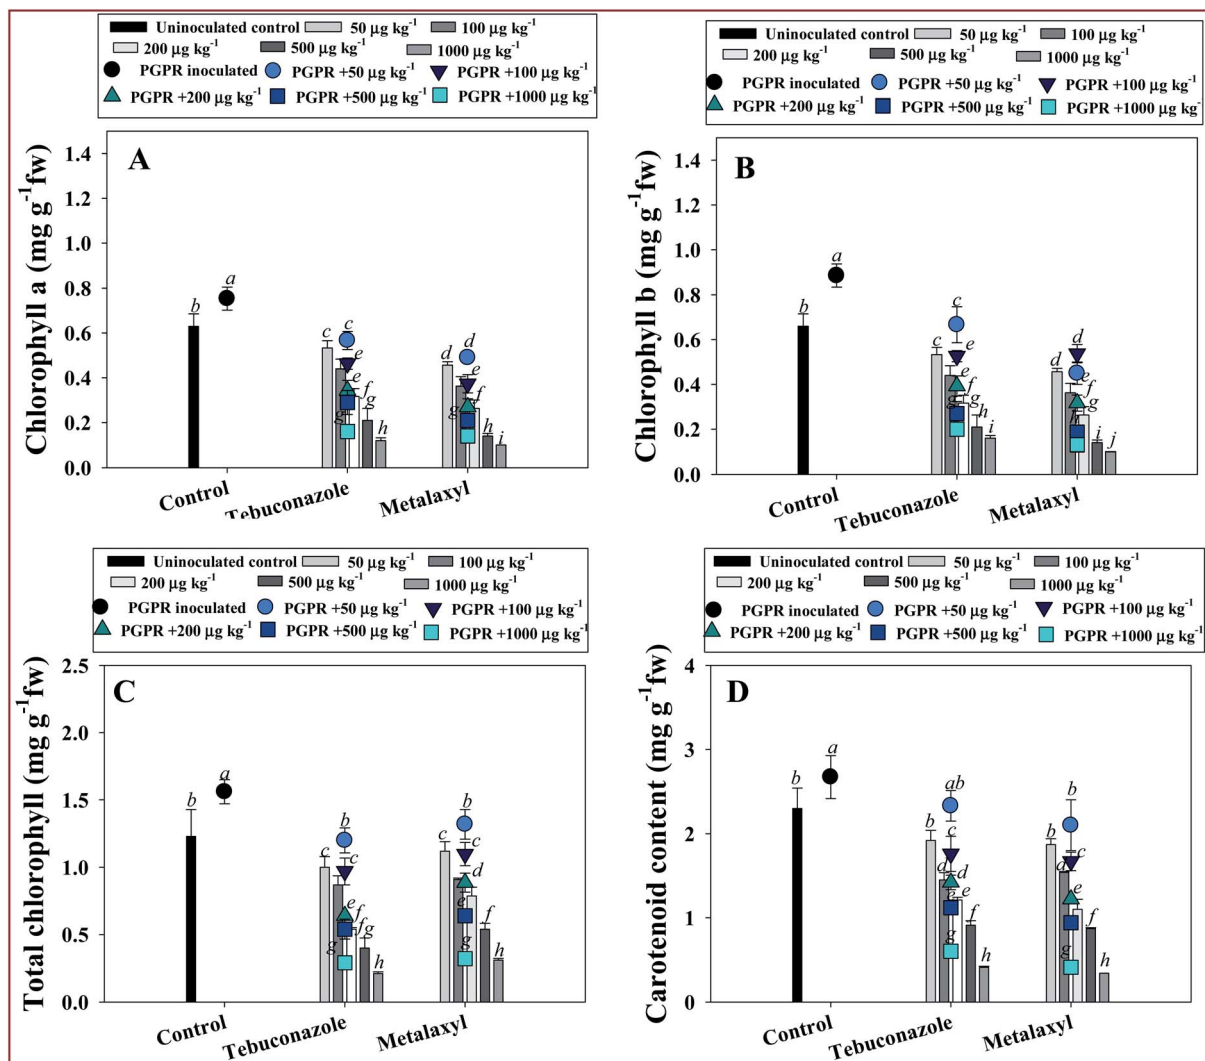 Uninoculated control 50 µg kg-1 100 µg kg-1
200 µg kg-1 500 µg kg-1 1000 µg kg-1
PGPR inoculated PGPR +50 µg kg-1 PGPR +100 µg kg-1
PGPR +200 µg kg-1 PGPR +500 µg kg-1 PGPR +1000 µg kg-1
A
Chlorophyll a (mg g-1fw)
1.4
1.2
1.0
0.8
0.6
0.4
0.2
0.0
b a
c c e g f g h
d d e f g h i
Control
Tebuconazole
Metalaxyl
Uninoculated control 50 µg kg-1 100 µg kg-1
200 µg kg-1 500 µg kg-1 1000 µg kg-1
PGPR inoculated PGPR +50 µg kg-1 PGPR +100 µg kg-1
PGPR +200 µg kg-1 PGPR +500 µg kg-1 PGPR +1000 µg kg-
B
Chlorophyll b (mg g-1fw)
1.4
1.2
1.0
0.8
0.6
0.4
0.2
0.0
b a
c c e e g g h i
d d e f g h i j
Control
Tebuconazole
Metalaxyl
Uninoculated control 50 µg kg-1 100 µg kg-1
200 µg kg-1 500 µg kg-1 1000 µg kg-1
PGPR inoculated PGPR +50 µg kg-1 PGPR +100 µg kg-1
PGPR +200 µg kg-1 PGPR +500 µg kg-1 PGPR +1000 µg kg-1
C
Total chlorophyll (mg g-1fw)
2.5
2.0
1.5
1.0
0.5
0.0
b a
c b c e f g f g h
c b c d e g f h
Control
Tebuconazole
Metalaxyl
Uninoculated control 50 µg kg-1 100 µg kg-1
200 µg kg-1 500 µg kg-1 1000 µg kg-1
PGPR inoculated PGPR +50 µg kg-1 PGPR +100 µg kg-1
PGPR +200 µg kg-1 PGPR +500 µg kg-1 PGPR +1000 µg kg-1
D
Carotenoid content (mg g-1fw)
4
3
2
1
0
b a
b ab c d d e f g h
b b c d e g f h
Control
Tebuconazole
Metalaxyl